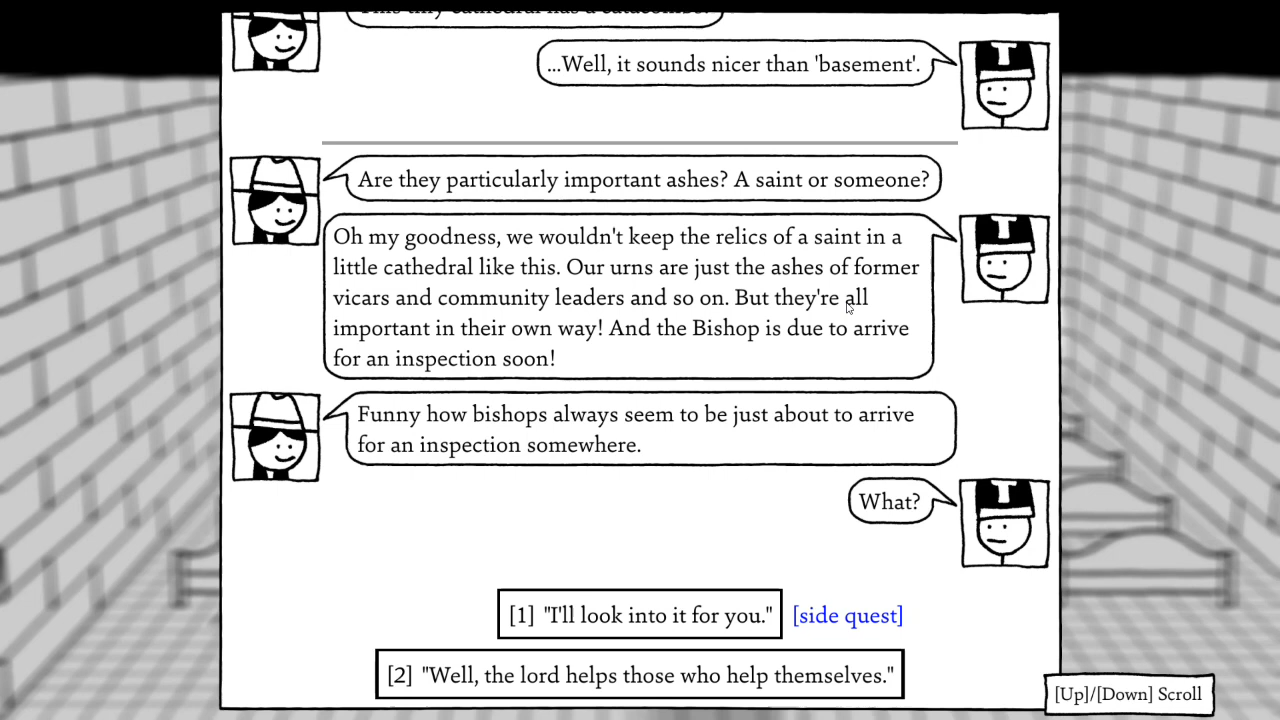 ...Well, it sounds nicer than 'basement'.
Are they particularly important ashes? A saint or someone?
Oh my goodness, we wouldn't keep the relics of a saint in a
little cathedral like this. Our urns are just the ashes of former
vicars and community leaders and so on. But they're all
important in their own way! And the Bishop is due to arrive
for an inspection soon!
Funny how bishops always seem to be just about to arrive
for an inspection somewhere.
What?
[1] "I'll look into it for you." [side quest]
[2] "Well, the lord helps those who help themselves."
[Up]/[Down] Scroll